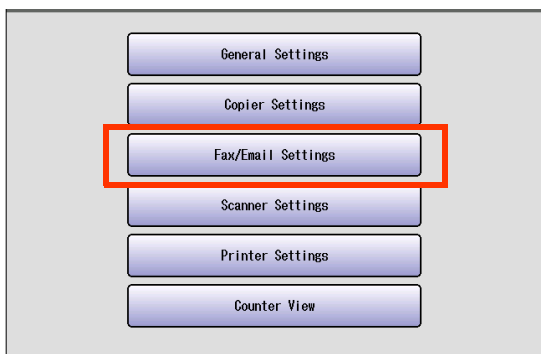 General Settings
Copier Settings
Fax/Email Settings
Scanner Settings
Printer Settings
Counter View